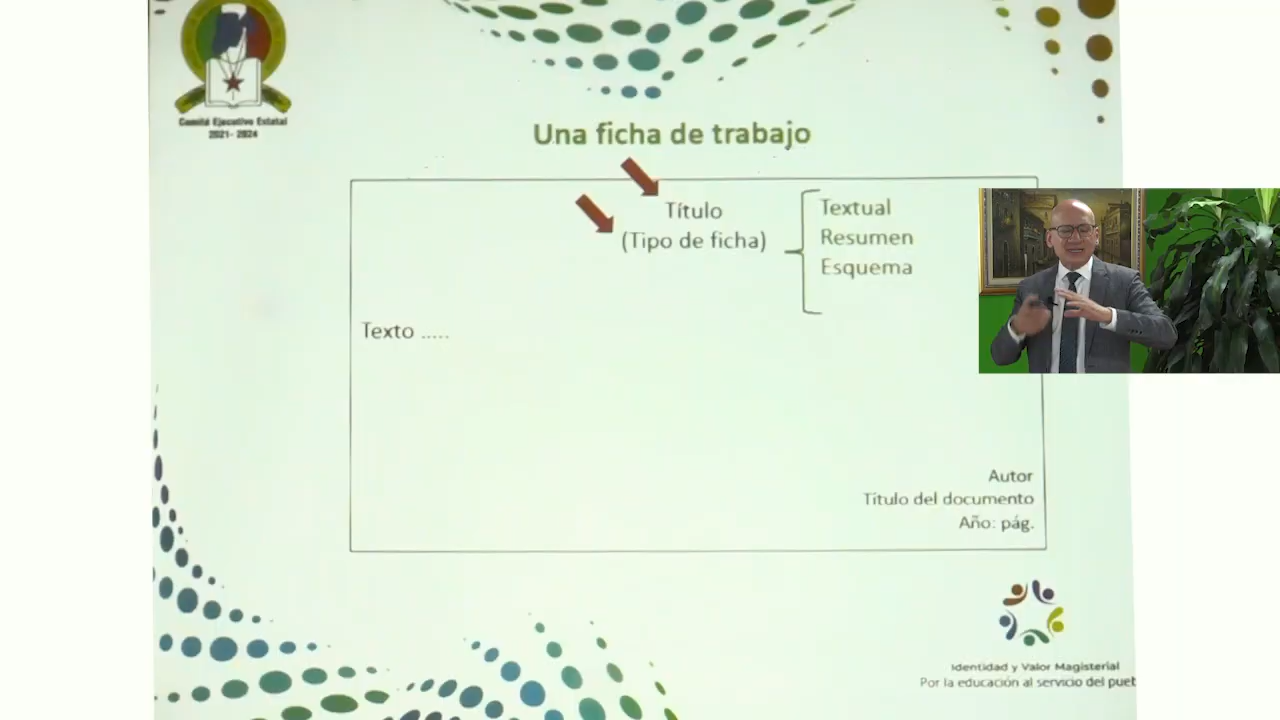 Comité Ejecutivo Estatal
2021- 2024
Una ficha de trabajo
Título
(Tipo de ficha)
Textual
Resumen
Esquema
Texto .....
Autor
Título del documento
Año: pág.
Identidad y Valor Magisterial
Por la educación al servicio del pueb